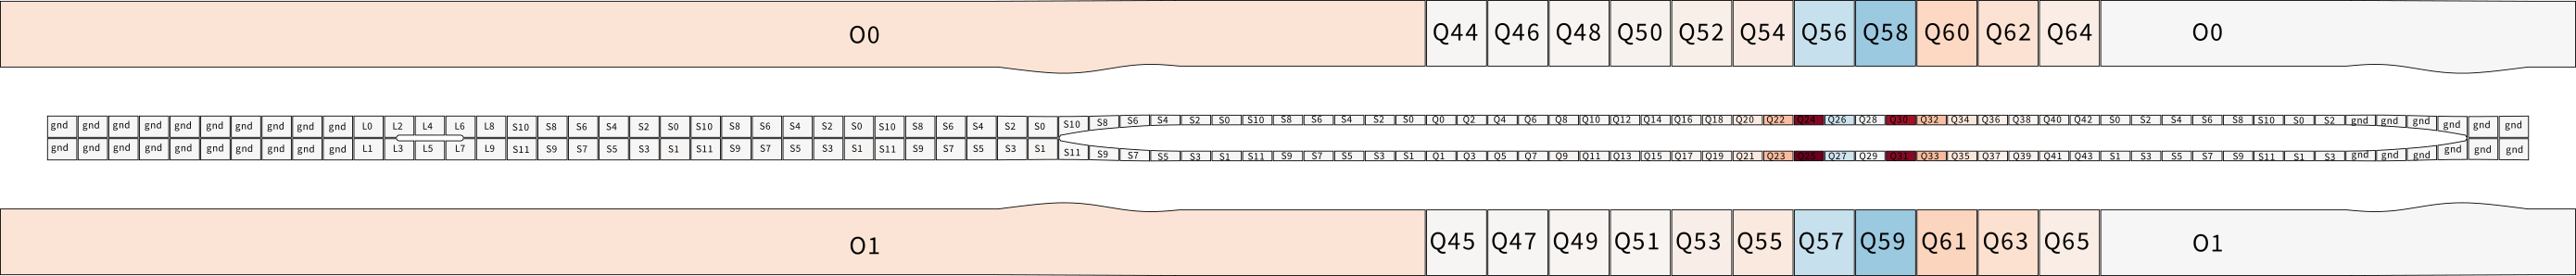 O0 Q44 Q46 Q48 Q50 Q52 Q54 Q56 Q58 Q60 Q62 Q64 O0
gnd gnd gnd gnd gnd gnd gnd gnd gnd gnd L0 L2 L4 L6 L8 S10 S8 S6 S4 S2 S0 S10 S8 S6 S4 S2 S0 S10 S8 S6 S4 S2 S0 S10 S8 S6 S4 S2 S0 S10 S8 S6 S4 S2 S0 Q0 Q2 Q4 Q6 Q8 Q10 Q12 Q14 Q16 Q18 Q20 Q22 Q24 Q26 Q28 Q30 Q32 Q34 Q36 Q38 Q40 Q42 S0 S2 S4 S6 S8 S10 S0 S2 gnd gnd gnd gnd gnd gnd
gnd gnd gnd gnd gnd gnd gnd gnd gnd gnd L1 L3 L5 L7 L9 S11 S9 S7 S5 S3 S1 S11 S9 S7 S5 S3 S1 S11 S9 S7 S5 S3 S1 S11 S9 S7 S5 S3 S1 S11 S9 S7 S5 S3 S1 Q1 Q3 Q5 Q7 Q9 Q11 Q13 Q15 Q17 Q19 Q21 Q23 Q25 Q27 Q29 Q31 Q33 Q35 Q37 Q39 Q41 Q43 S1 S3 S5 S7 S9 S11 S1 S3 gnd gnd gnd gnd gnd gnd
O1 Q45 Q47 Q49 Q51 Q53 Q55 Q57 Q59 Q61 Q63 Q65 O1